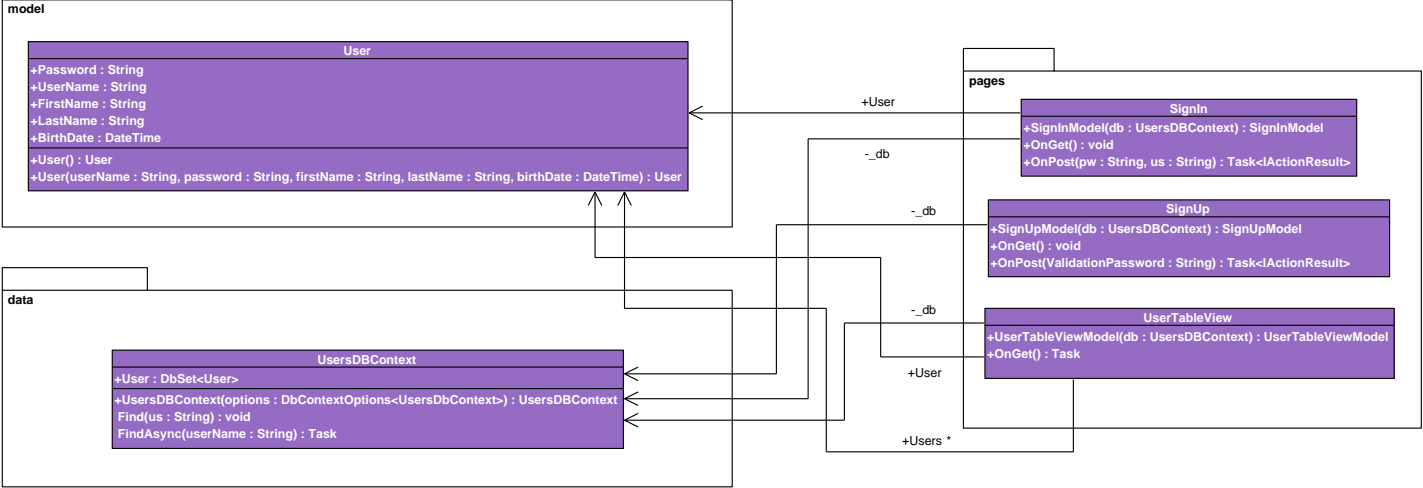 model
User
+Password : String
+UserName : String
+FirstName : String
+LastName : String
+BirthDate : DateTime
+User() : User
+User(userName : String, password : String, firstName : String, lastName : String, birthDate : DateTime) : User
data
UsersDBContext
+User : DbSet<User>
+UsersDBContext(options : DbContextOptions<UsersDbContext>) : UsersDBContext
Find(us : String) : void
FindAsync(userName : String) : Task
+User
-_db
-_db
-_db
+User
+Users *
pages
SignIn
+SignInModel(db : UsersDBContext) : SignInModel
+OnGet() : void
+OnPost(pw : String, us : String) : Task<IActionResult>
SignUp
+SignUpModel(db : UsersDBContext) : SignUpModel
+OnGet() : void
+OnPost(ValidationPassword : String) : Task<IActionResult>
UserTableView
+UserTableViewModel(db : UsersDBContext) : UserTableViewModel
+OnGet() : Task